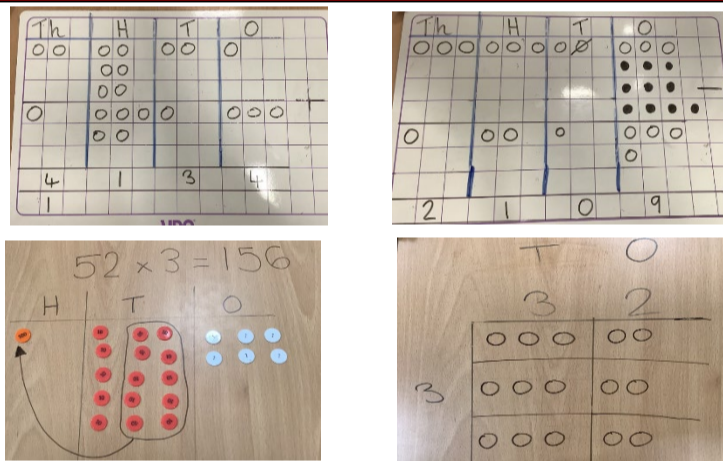 Th H T O
+
4 1 3 4
1
Th H T O
-
2 1 0 9
52 × 3 = 156
H T O
T O
3 2
3